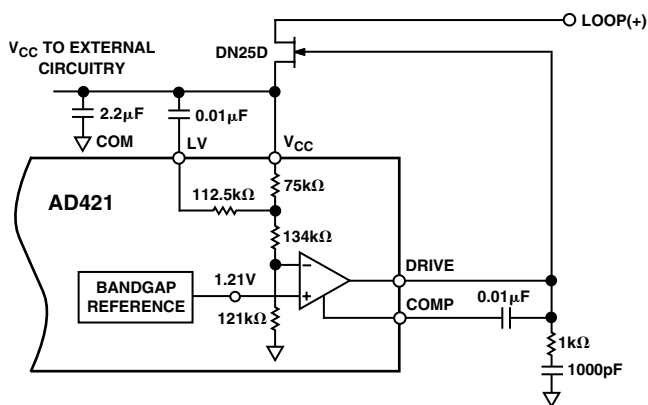 LOOP(+)
DN25D
V_CC TO EXTERNAL
CIRCUITRY
2.2μF
0.01μF
COM
LV
V_CC
75kΩ
112.5kΩ
AD421
134kΩ
DRIVE
BANDGAP
REFERENCE
1.21V
−
+
COMP
0.01μF
121kΩ
1kΩ
1000pF